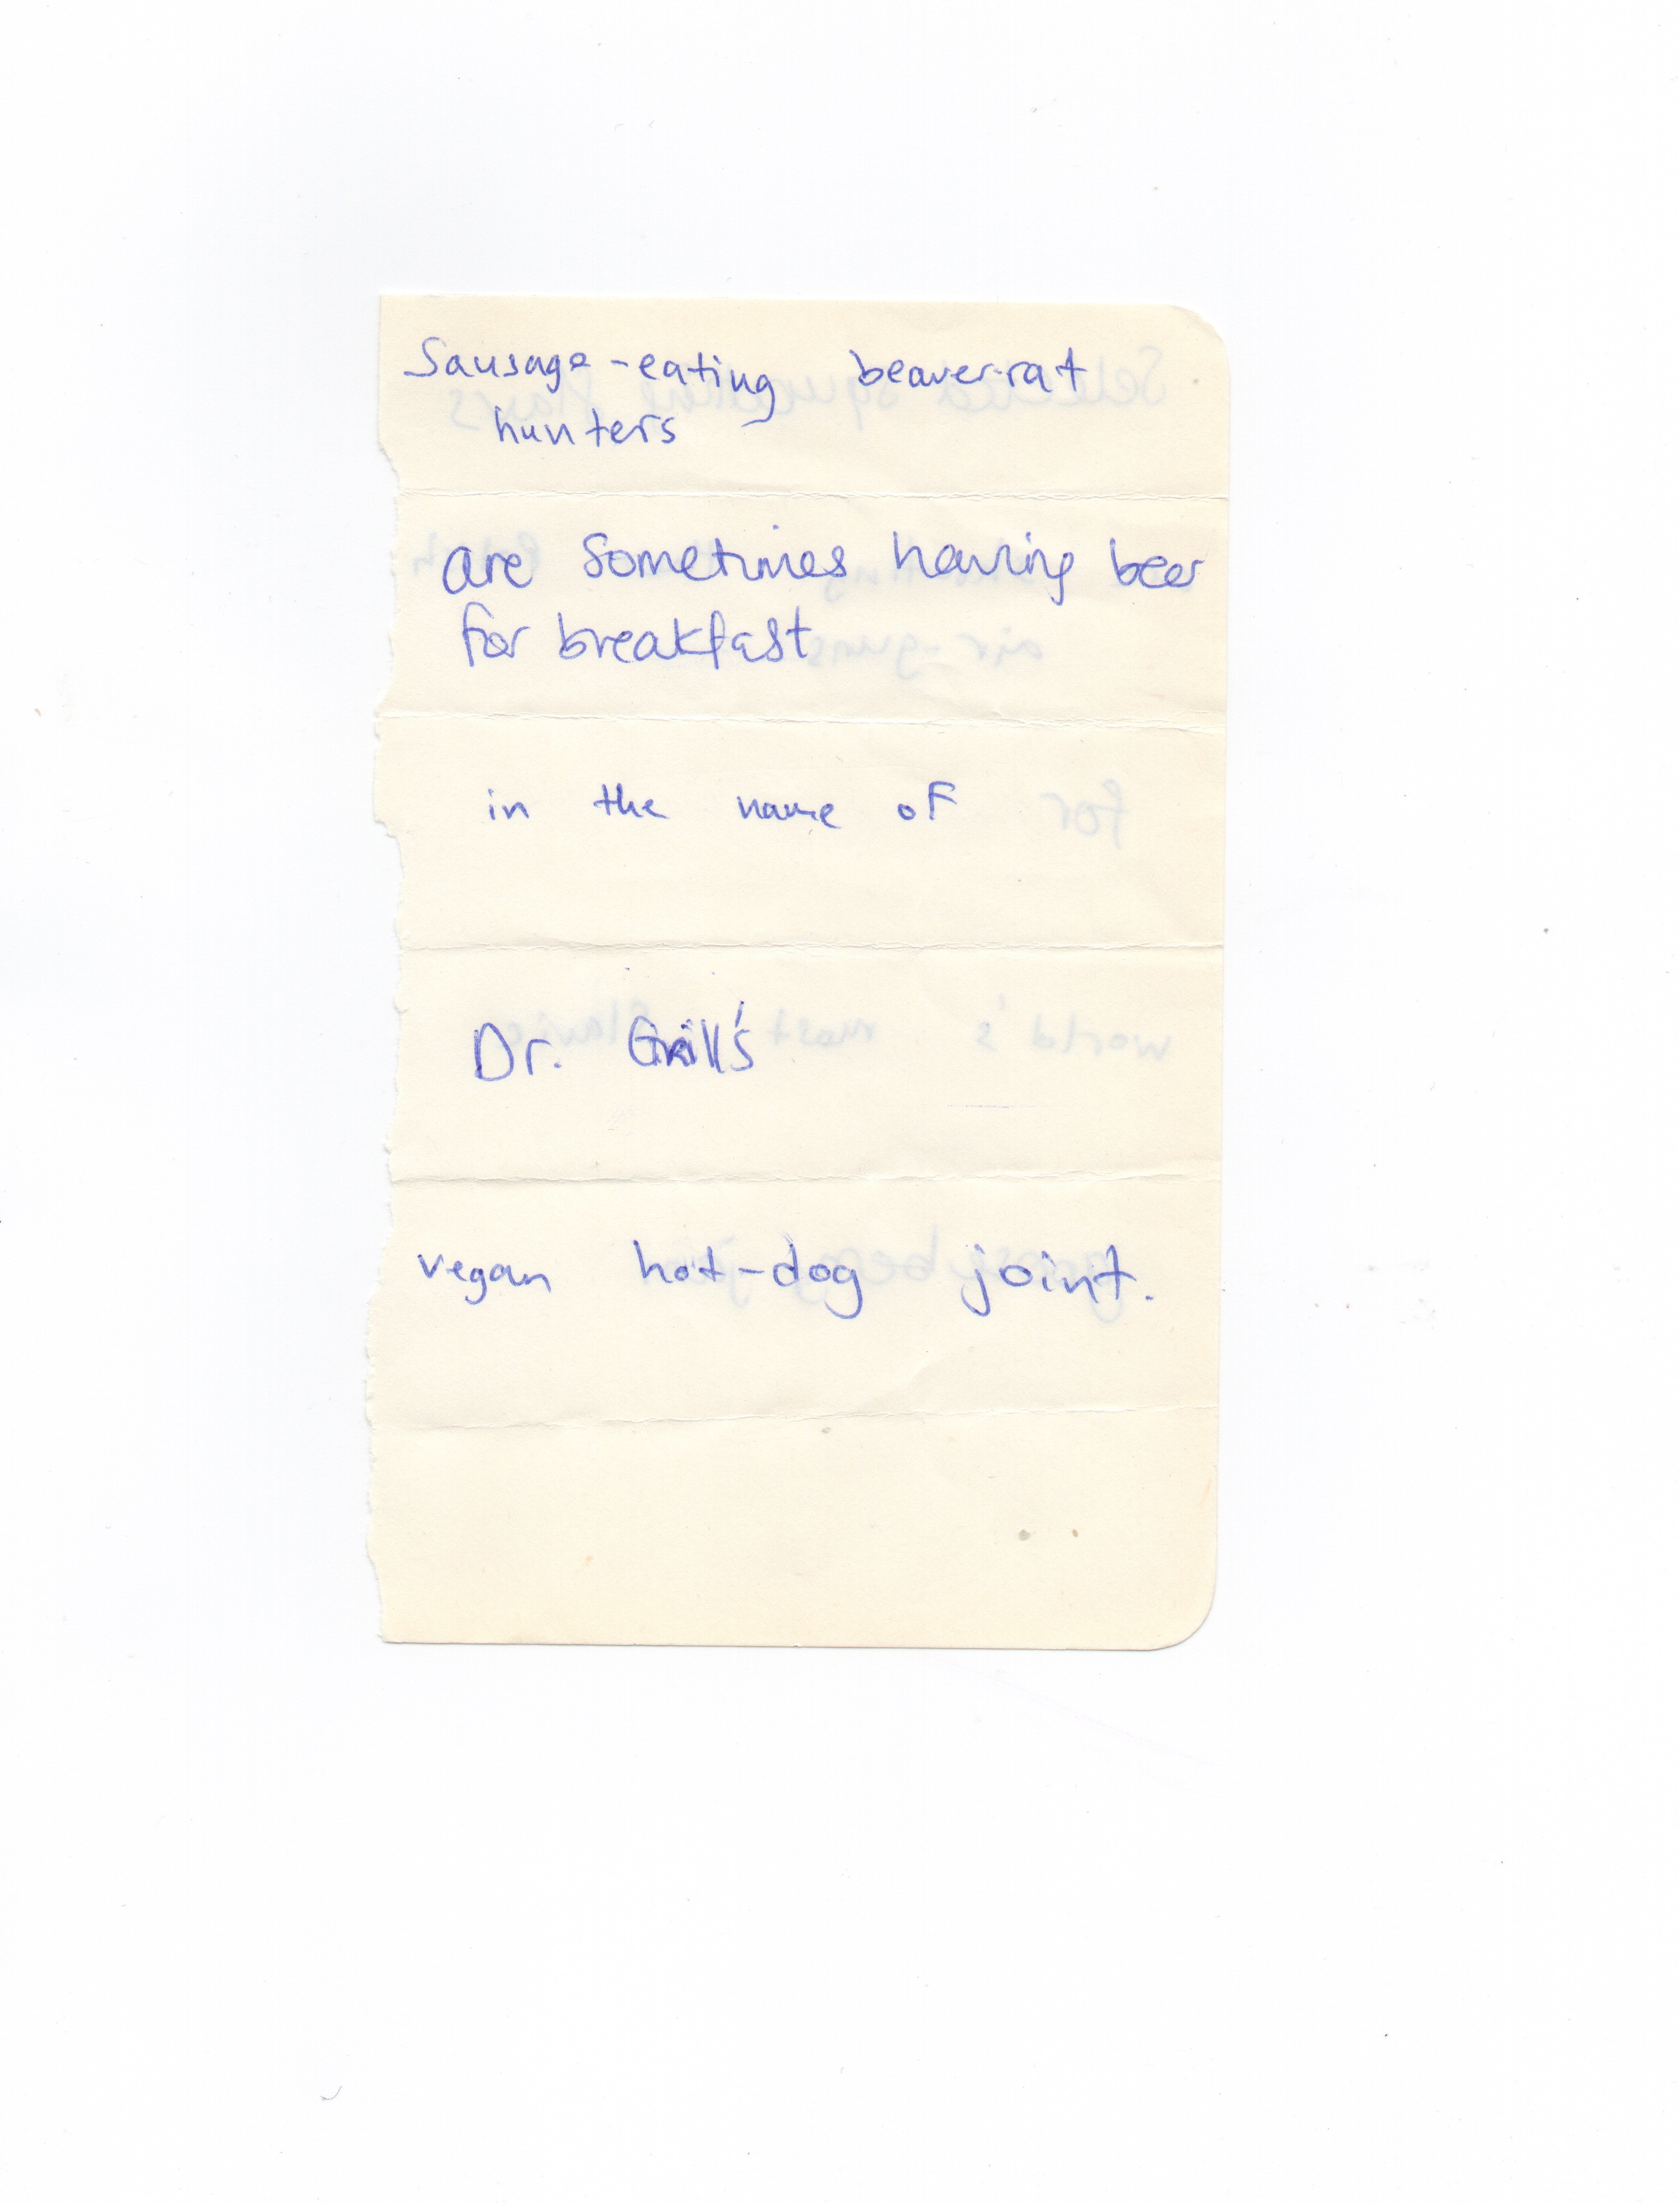 Sausage-eating beaver-rat
hunters
are sometimes having beer
for breakfast
in the name of
Dr. Grill's
vegan hot-dog joint.